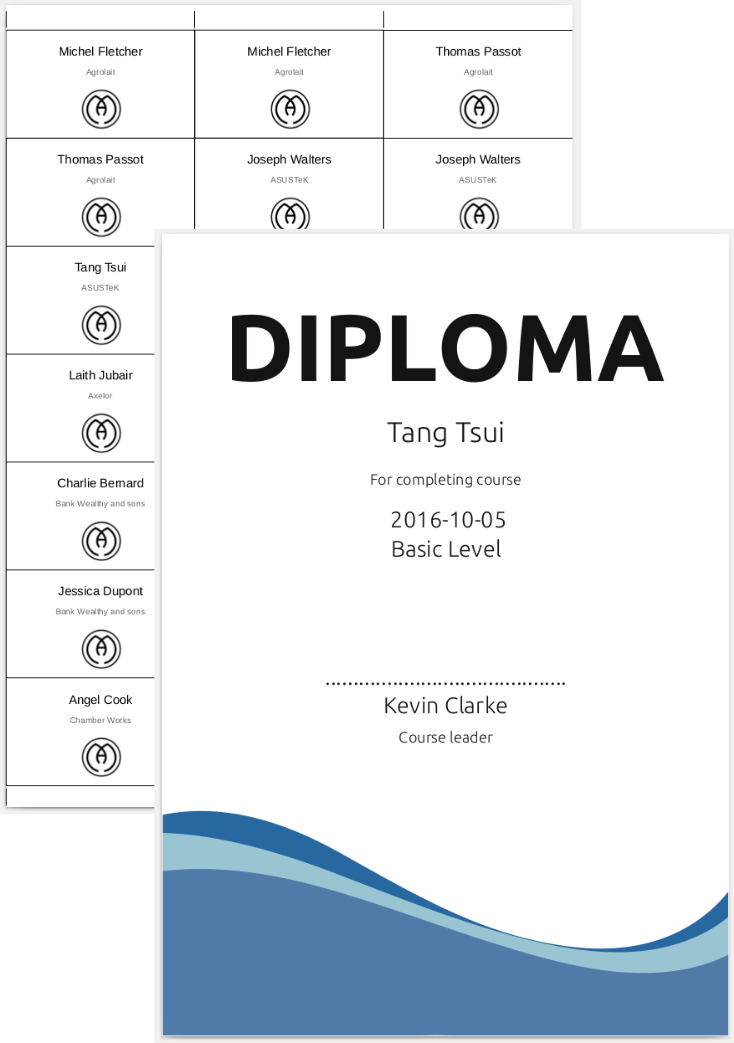 Michel Fletcher
Agrolait
Michel Fletcher
Agrolait
Thomas Passot
Agrolait
Thomas Passot
Agrolait
Joseph Walters
ASUSTeK
Joseph Walters
ASUSTeK
Tang Tsui
ASUSTeK
Laith Jubair
Axelor
Charlie Bernard
Bank Wealthy and sons
Jessica Dupont
Bank Wealthy and sons
Angel Cook
Chamber Works
DIPLOMA
Tang Tsui
For completing course
2016-10-05
Basic Level
........................................
Kevin Clarke
Course leader